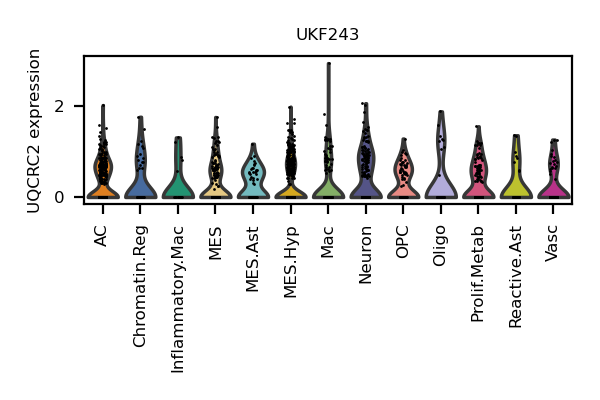 UKF243
UQCRC2 expression
2
0
AC
Chromatin.Reg
Inflammatory.Mac
MES
MES.Ast
MES.Hyp
Mac
Neuron
OPC
Oligo
Prolif.Metab
Reactive.Ast
Vasc